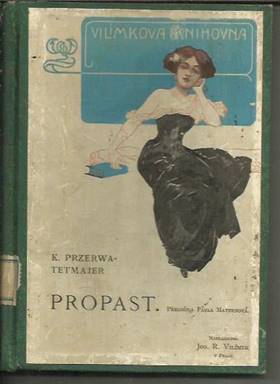 VILÍMKOVA KNIHOVNA
K. PRZERWA-
TETMAJER
PROPAST. PŘELOŽILA PAVLA MATERNOVÁ.
NAKLADATEL
JOS. R. VILÍMEK
V PRAZE